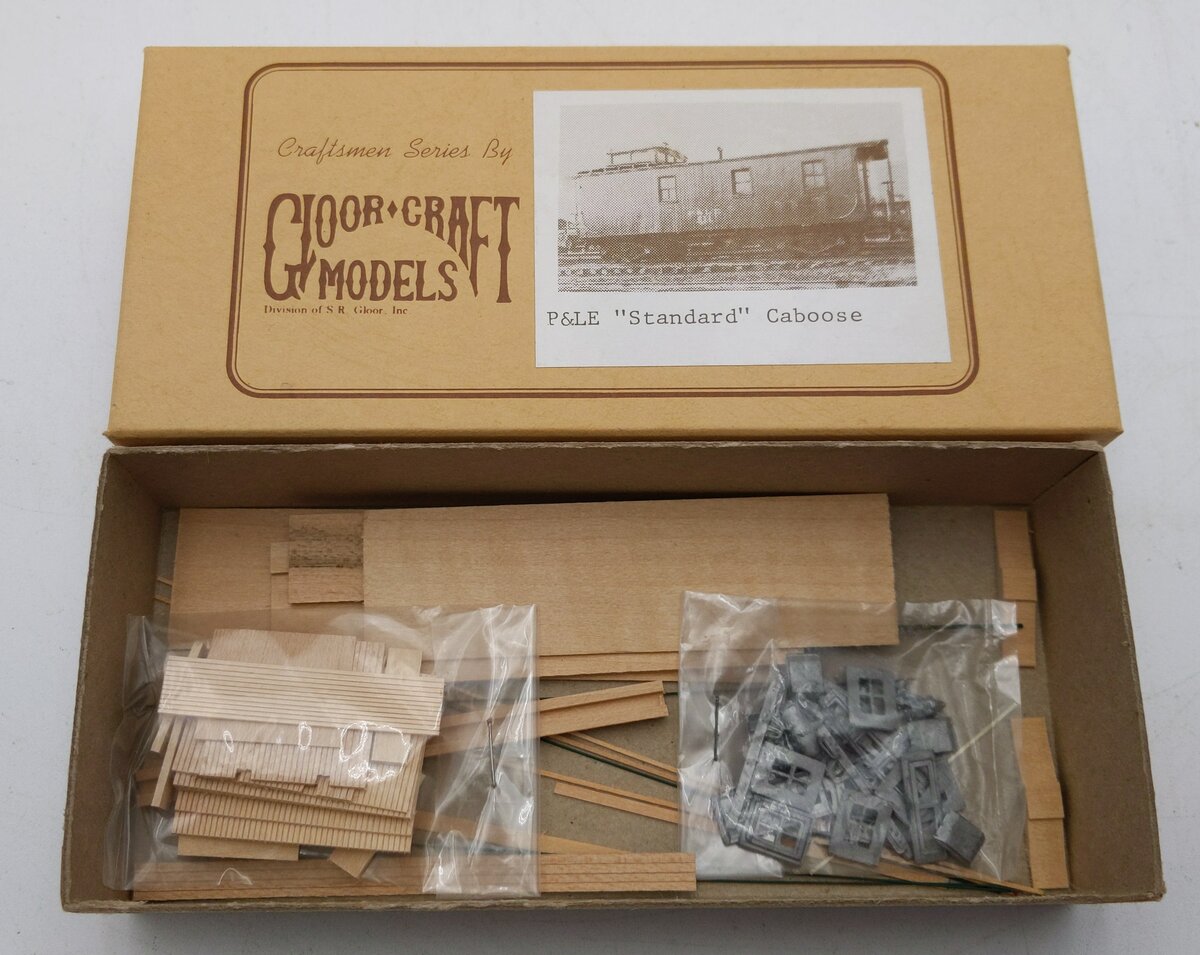 Craftsmen Series By
GLOOR·CRAFT
MODELS
Division of S.R. Gloor, Inc
P&LE "Standard" Caboose